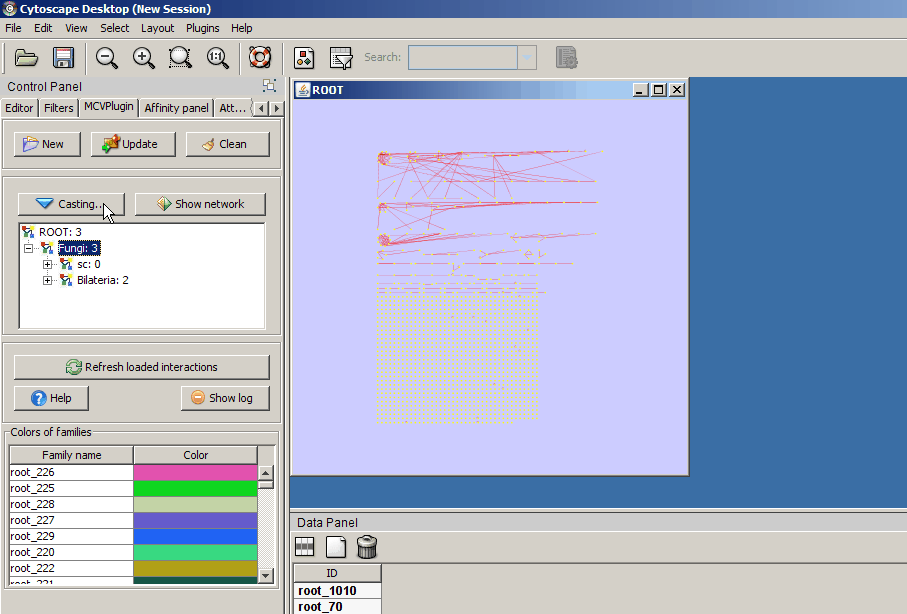 Cytoscape Desktop (New Session)
File Edit View Select Layout Plugins Help
Search:
Control Panel
Editor Filters MCVPlugin Affinity panel Att...
New Update Clean
Casting... Show network
ROOT: 3
Fungi: 3
sc: 0
Bilateria: 2
Refresh loaded interactions
Help Show log
Colors of families
Family name Color
root_226
root_225
root_228
root_227
root_229
root_220
root_222
root_221
ROOT
Data Panel
ID
root_1010
root_70